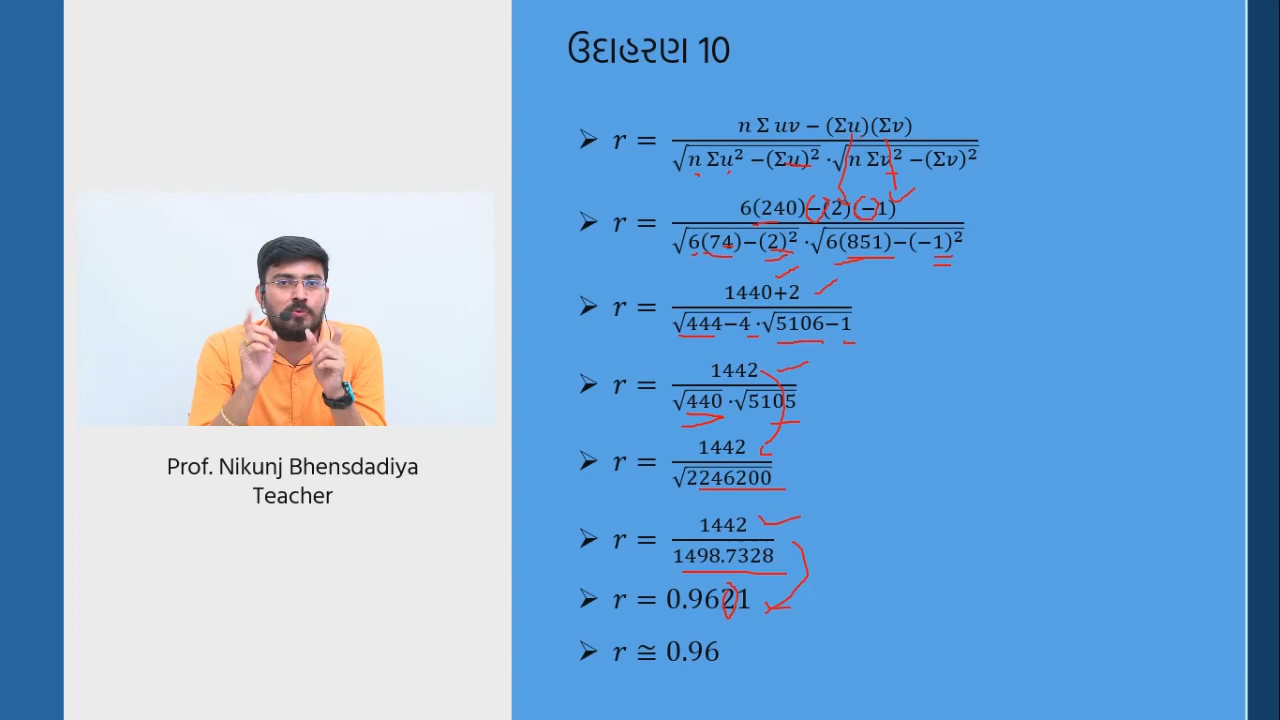 ઉદાહરણ 10
➢ r = (n Σ uv − (Σu)(Σv)) / (√(n Σu² −(Σu)²) · √(n Σv² −(Σv)²))
➢ r = (6(240)−(2)(−1)) / (√(6(74)−(2)²) · √(6(851)−(−1)²))
➢ r = (1440+2) / (√(444−4) · √(5106−1))
➢ r = 1442 / (√440 · √5105)
➢ r = 1442 / √2246200
➢ r = 1442 / 1498.7328
➢ r = 0.9621
➢ r ≅ 0.96
Prof. Nikunj Bhensdadiya
Teacher